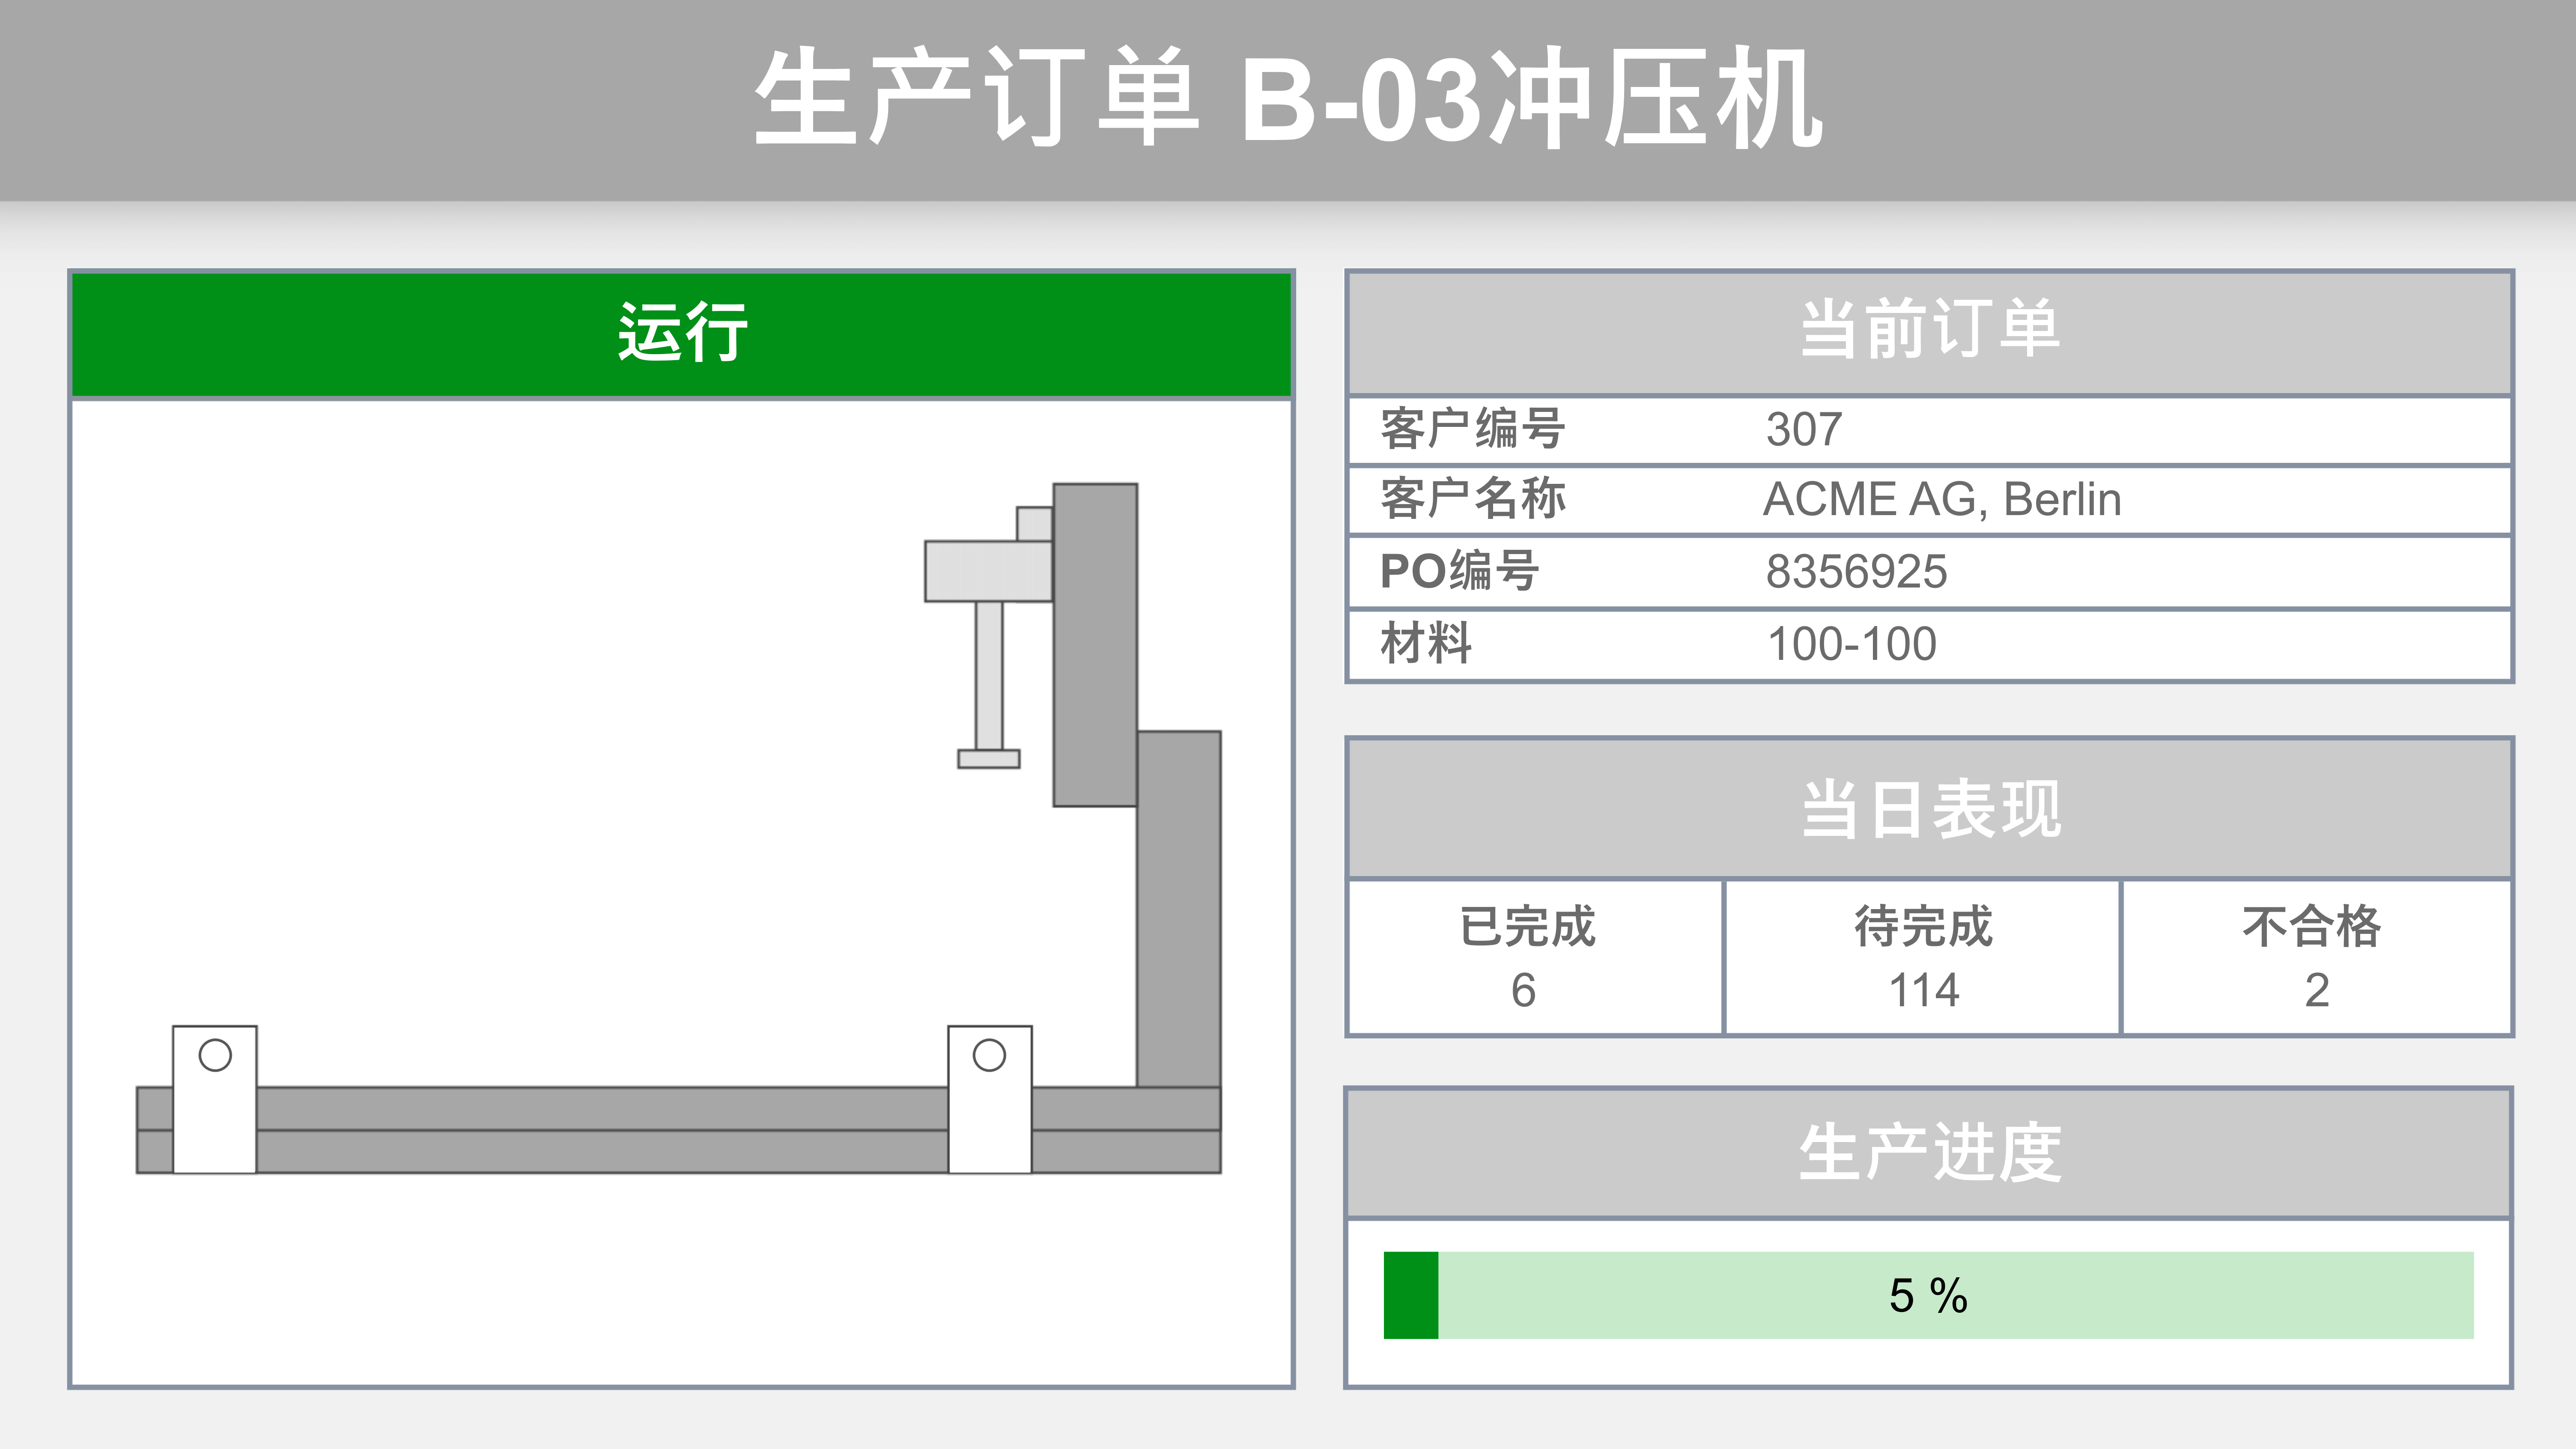 生产订单 B-03冲压机
运行
当前订单
客户编号 307
客户名称 ACME AG, Berlin
PO编号 8356925
材料 100-100
当日表现
已完成 待完成 不合格
6 114 2
生产进度
5 %